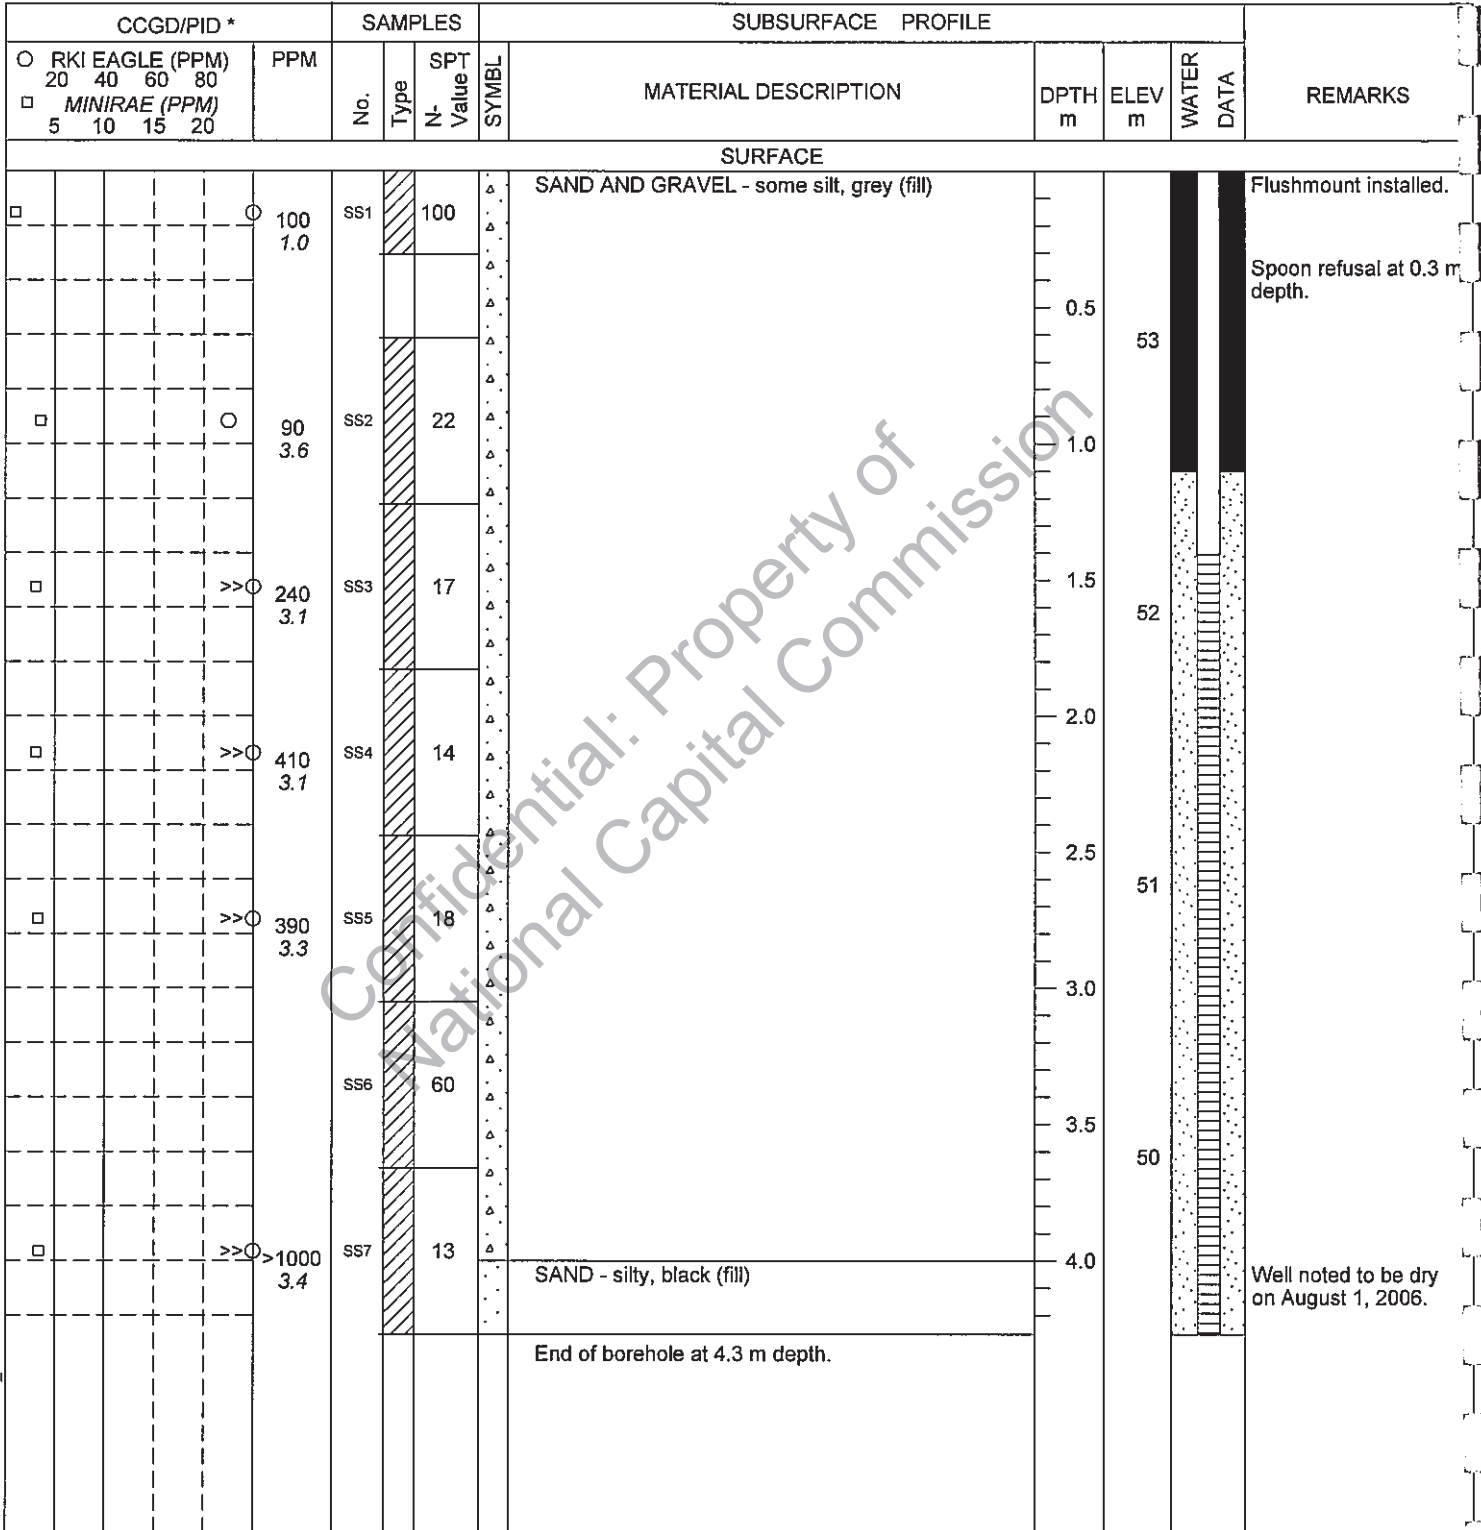 CCGD/PID *
SAMPLES
SUBSURFACE PROFILE
○ RKI EAGLE (PPM)
20 40 60 80
□ MINIRAE (PPM)
5 10 15 20
PPM
No.
Type
SPT
N-Value
SYMBL
MATERIAL DESCRIPTION
DPTH
m
ELEV
m
WATER
DATA
REMARKS
SURFACE
SAND AND GRAVEL - some silt, grey (fill)
Flushmount installed.
100
1.0
SS1
100
Spoon refusal at 0.3 m
depth.
0.5
53
90
3.6
SS2
22
1.0
>>
240
3.1
SS3
17
1.5
52
2.0
>>
410
3.1
SS4
14
2.5
51
>>
390
3.3
SS5
18
3.0
SS6
60
3.5
50
>>
>1000
3.4
SS7
13
4.0
SAND - silty, black (fill)
Well noted to be dry
on August 1, 2006.
End of borehole at 4.3 m depth.
Confidential: Property of
National Capital Commission